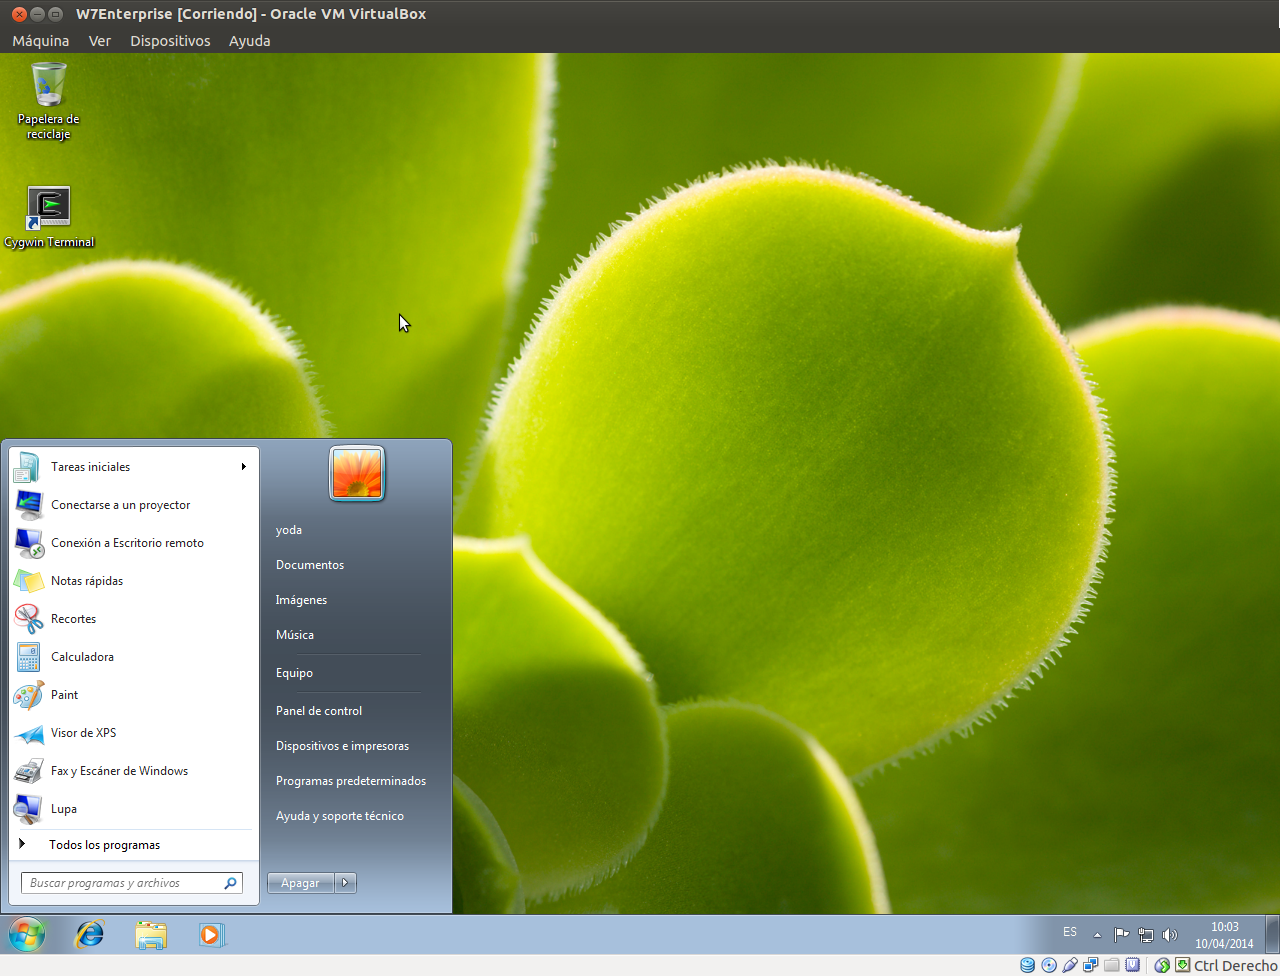 W7Enterprise [Corriendo] - Oracle VM VirtualBox
Máquina Ver Dispositivos Ayuda
Papelera de
reciclaje
Cygwin Terminal
Tareas iniciales
Conectarse a un proyector
Conexión a Escritorio remoto
Notas rápidas
Recortes
Calculadora
Paint
Visor de XPS
Fax y Escáner de Windows
Lupa
Todos los programas
Buscar programas y archivos
yoda
Documentos
Imágenes
Música
Equipo
Panel de control
Dispositivos e impresoras
Programas predeterminados
Ayuda y soporte técnico
Apagar
ES
10:03
10/04/2014
Ctrl Derecho